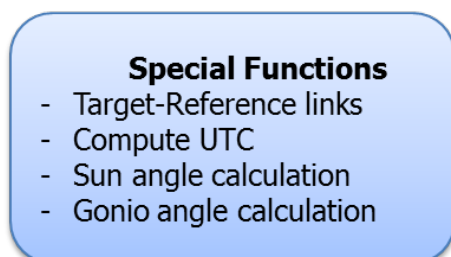 Special Functions
- Target-Reference links
- Compute UTC
- Sun angle calculation
- Gonio angle calculation